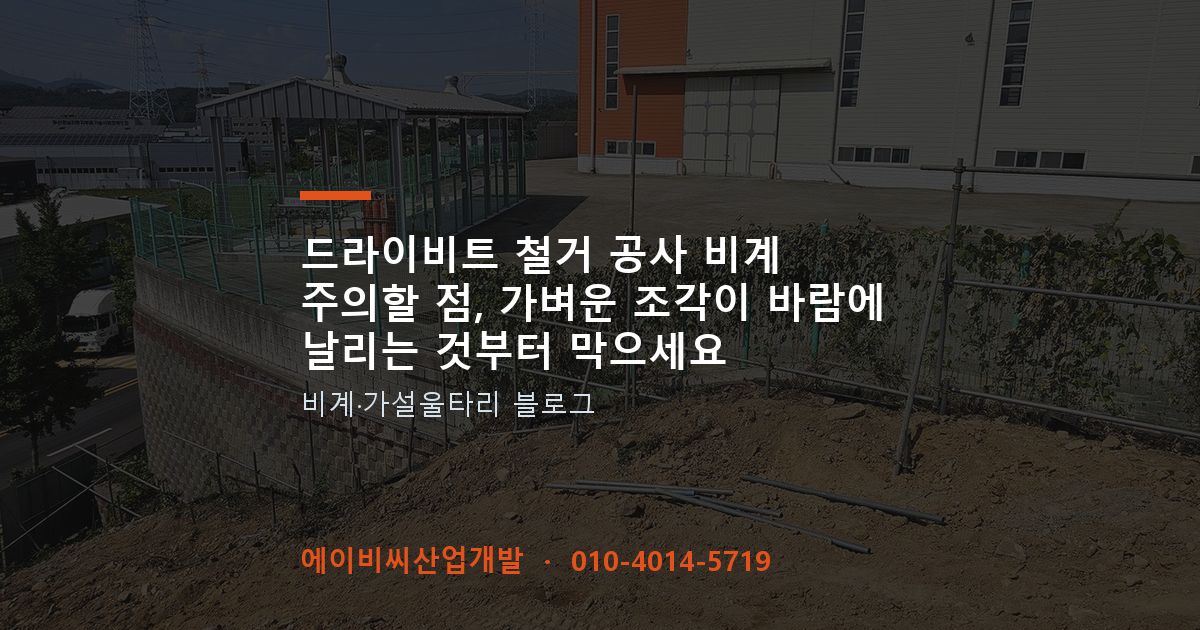 드라이비트 철거 공사 비계
주의할 점, 가벼운 조각이 바람에
날리는 것부터 막으세요
비계·가설울타리 블로그
에이비씨산업개발 · 010-4014-5719